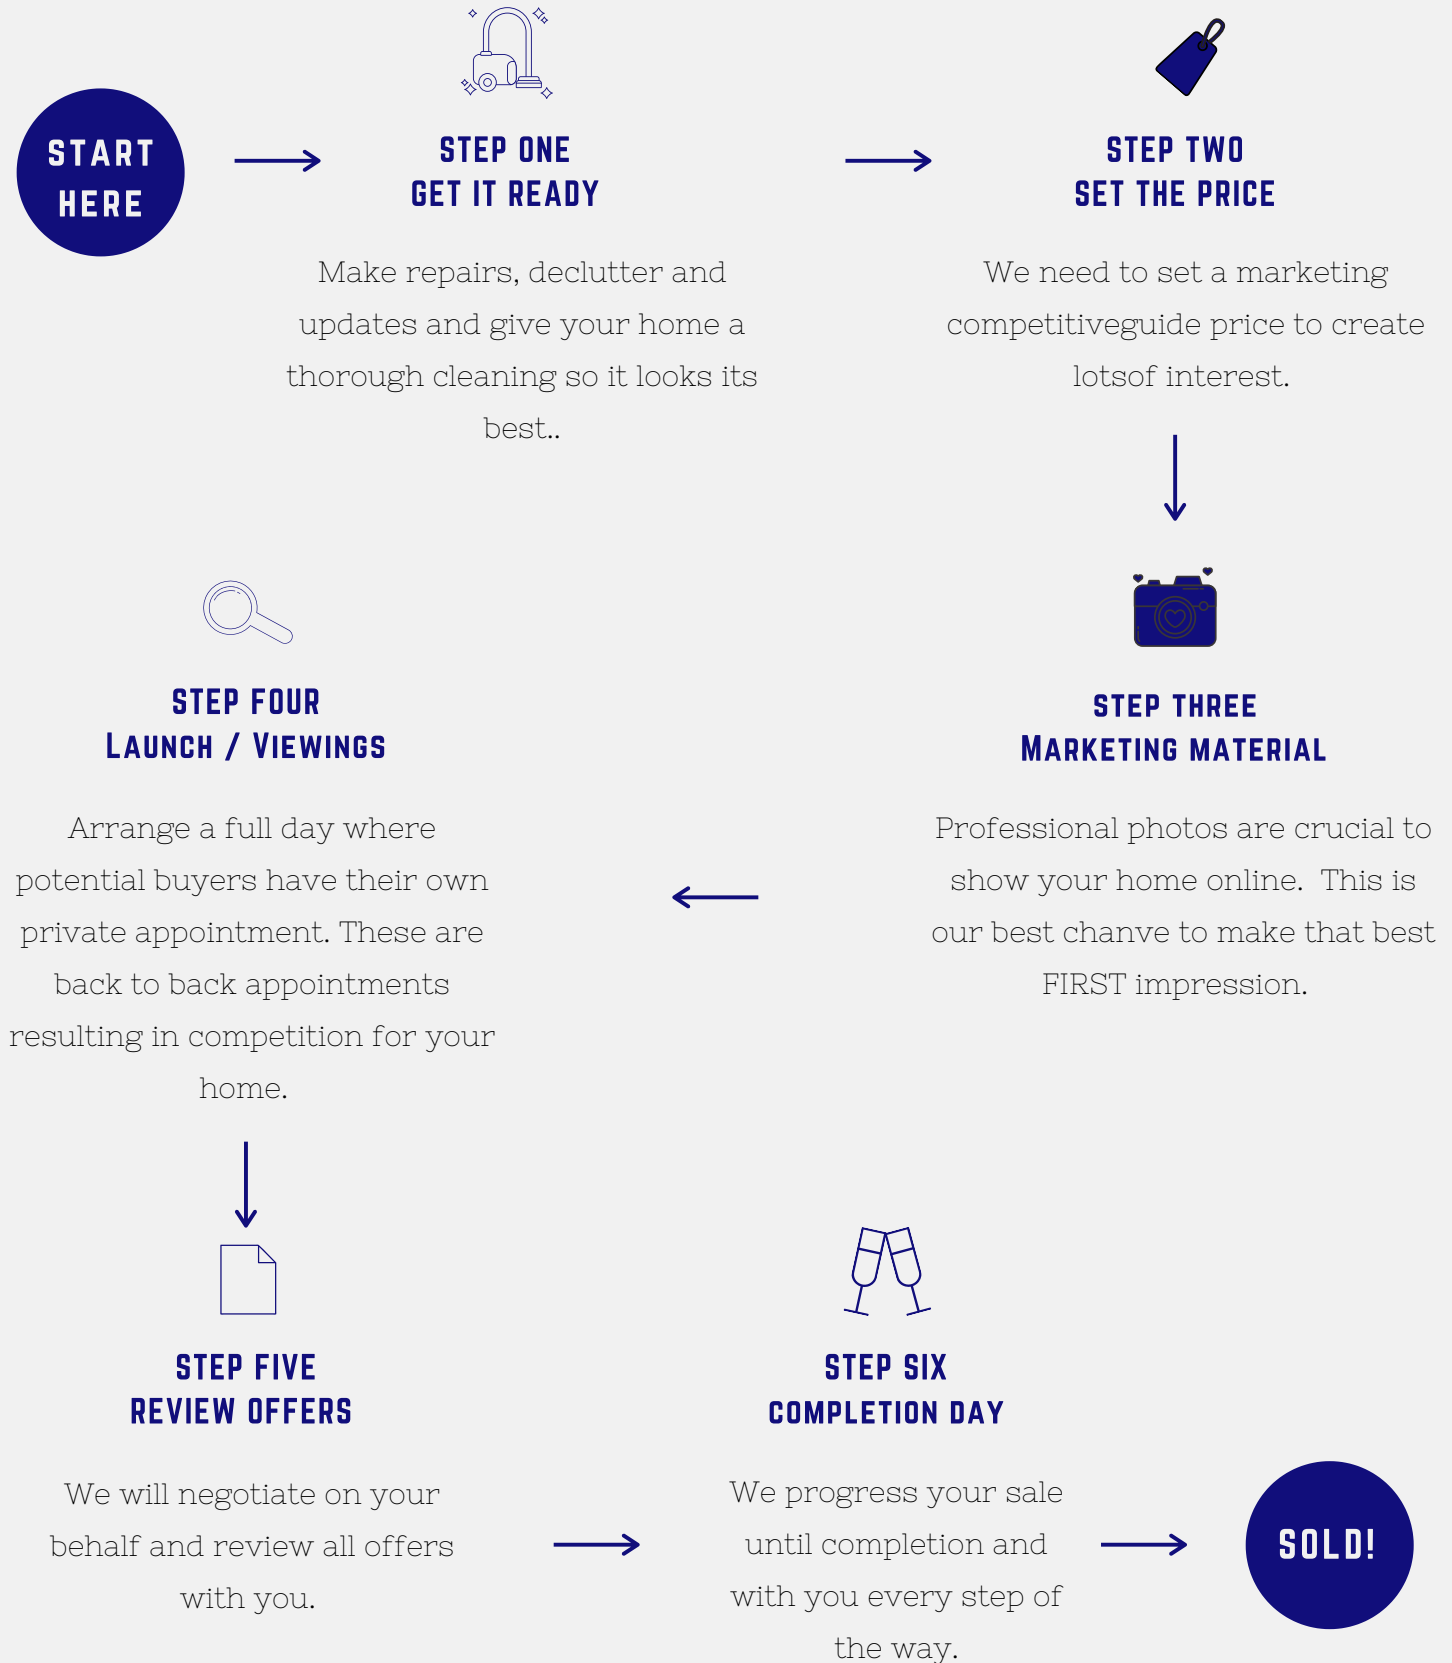 START
HERE
STEP ONE
GET IT READY
Make repairs, declutter and
updates and give your home a
thorough cleaning so it looks its
best..
STEP TWO
SET THE PRICE
We need to set a marketing
competitiveguide price to create
lotsof interest.
STEP THREE
MARKETING MATERIAL
Professional photos are crucial to
show your home online.  This is
our best chanve to make that best
FIRST impression.
STEP FOUR
LAUNCH / VIEWINGS
Arrange a full day where
potential buyers have their own
private appointment. These are
back to back appointments
resulting in competition for your
home.
STEP FIVE
REVIEW OFFERS
We will negotiate on your
behalf and review all offers
with you.
STEP SIX
COMPLETION DAY
We progress your sale
until completion and
with you every step of
the way.
SOLD!